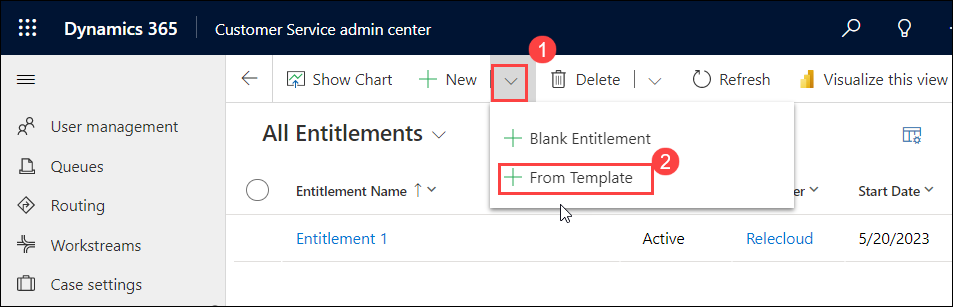 Dynamics 365 Customer Service admin center
1
Show Chart New Delete Refresh Visualize this view
User management
All Entitlements
Blank Entitlement
2
Queues
From Template
Routing
Entitlement Name
er
Start Date
Workstreams
Entitlement 1 Active Relecloud 5/20/2023
Case settings